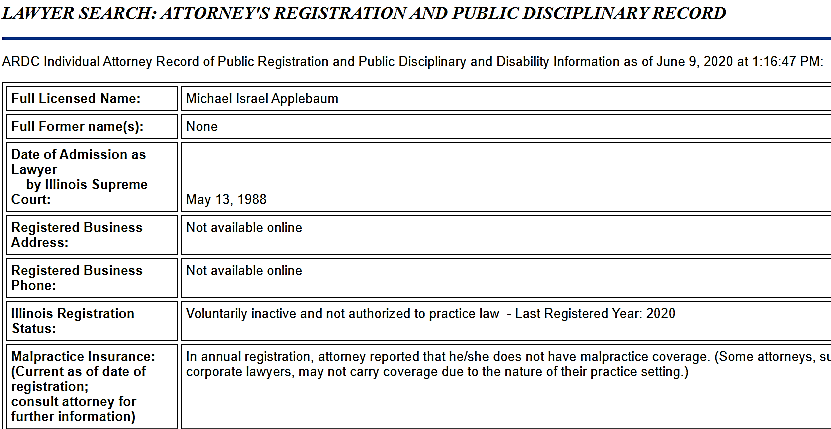 LAWYER SEARCH: ATTORNEY'S REGISTRATION AND PUBLIC DISCIPLINARY RECORD
ARDC Individual Attorney Record of Public Registration and Public Disciplinary and Disability Information as of June 9, 2020 at 1:16:47 PM:
Full Licensed Name: Michael Israel Applebaum
Full Former name(s): None
Date of Admission as
Lawyer
by Illinois Supreme
Court: May 13, 1988
Registered Business Not available online
Address:
Registered Business Not available online
Phone:
Illinois Registration Voluntarily inactive and not authorized to practice law - Last Registered Year: 2020
Status:
Malpractice Insurance: In annual registration, attorney reported that he/she does not have malpractice coverage. (Some attorneys,
(Current as of date of corporate lawyers, may not carry coverage due to the nature of their practice setting.)
registration;
consult attorney for
further information)